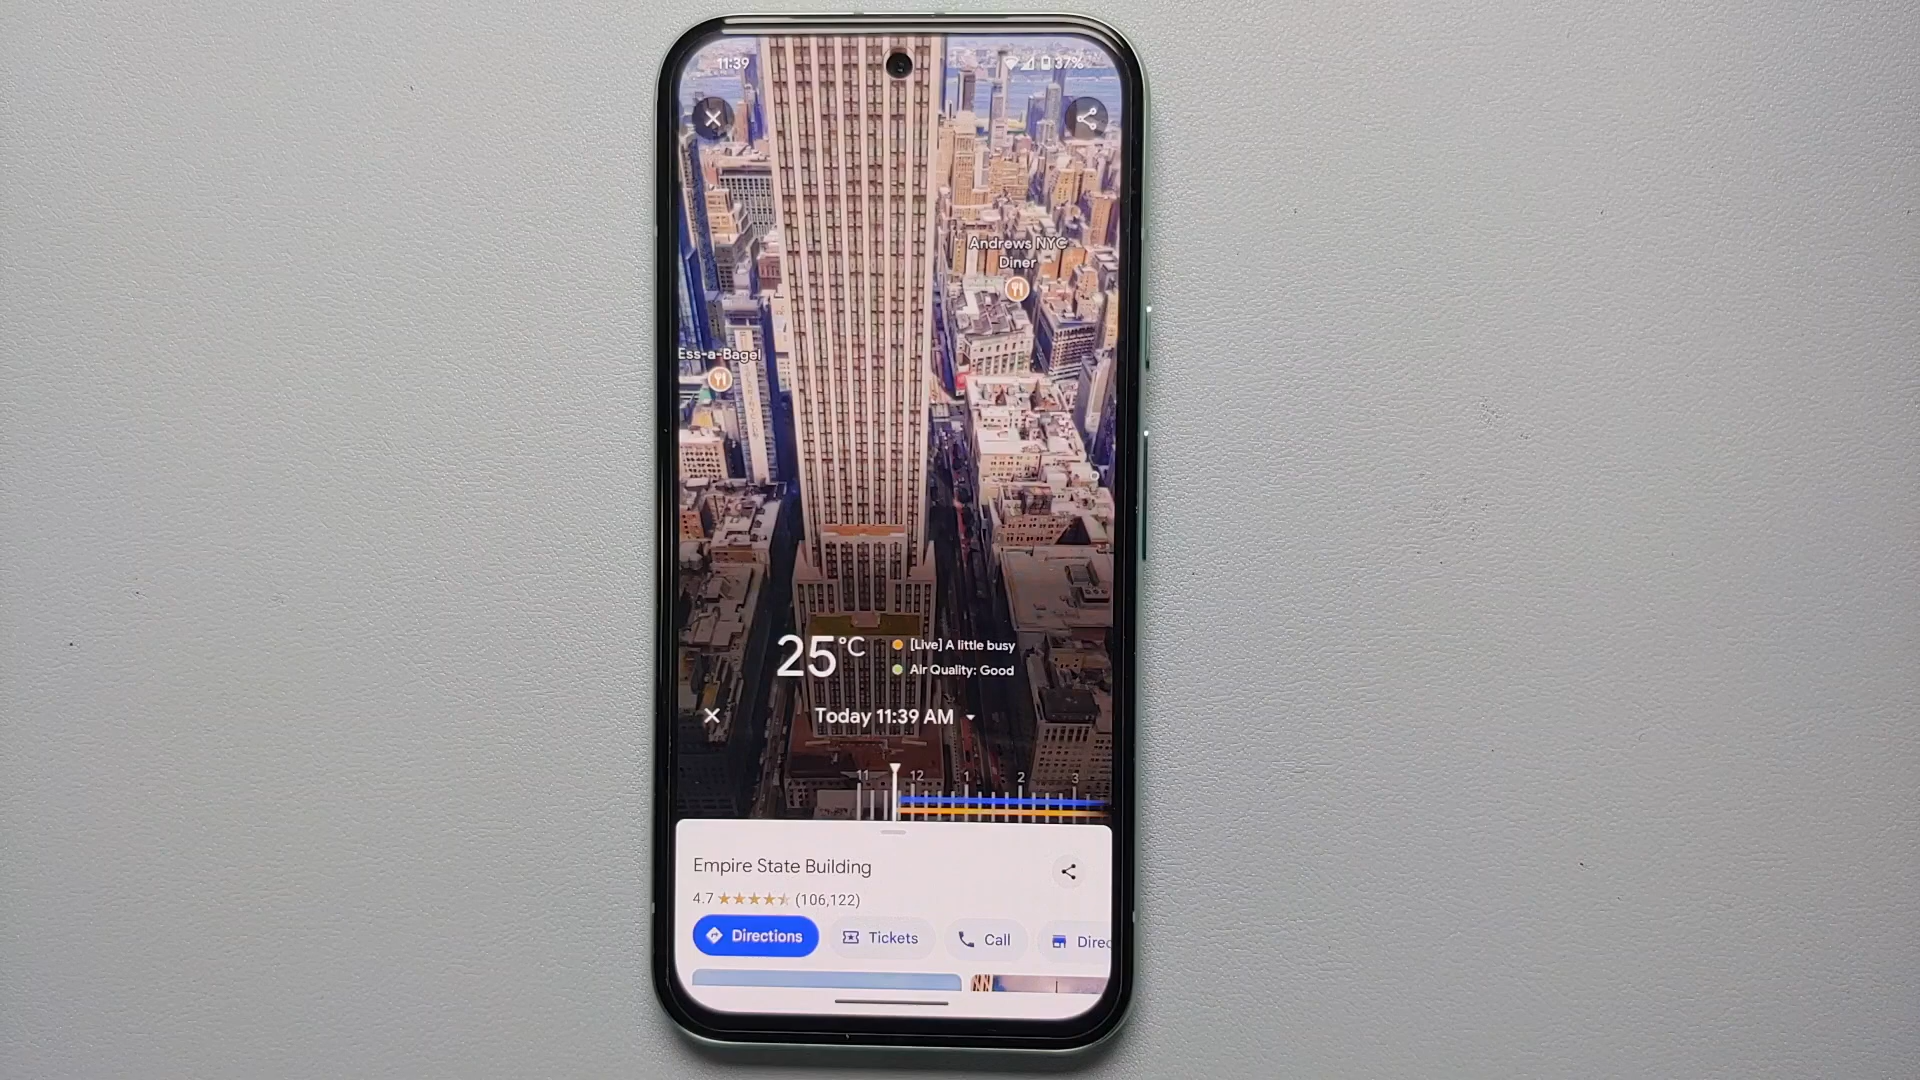 11:39
37%
Andrews NYC
Diner
Ess-a-Bagel
25°C
[Live] A little busy
Air Quality: Good
Today 11:39 AM
11 12 1 2 3
Empire State Building
4.7 (106,122)
Directions Tickets Call Direc